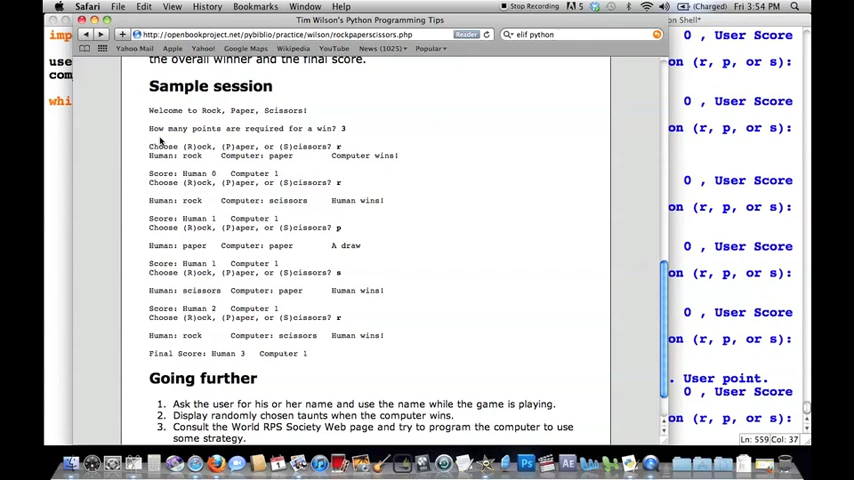 Safari File Edit View History Bookmarks Window Help Stop Recording 5 (Charged) Fri 3:54 PM
Tim Wilson's Python Programming Tips
http://openbookproject.net/pybiblio/practice/wilson/rockpaperscissors.php Reader elif python
Yahoo Mail Apple Yahoo! Google Maps Wikipedia YouTube News (1025) Popular
the overall winner and the final score.
Sample session
Welcome to Rock, Paper, Scissors!
How many points are required for a win? 3
Choose (R)ock, (P)aper, or (S)cissors? r
Human: rock Computer: paper Computer wins!
Score: Human 0 Computer 1
Choose (R)ock, (P)aper, or (S)cissors? r
Human: rock Computer: scissors Human wins!
Score: Human 1 Computer 1
Choose (R)ock, (P)aper, or (S)cissors? p
Human: paper Computer: paper A draw
Score: Human 1 Computer 1
Choose (R)ock, (P)aper, or (S)cissors? s
Human: scissors Computer: paper Human wins!
Score: Human 2 Computer 1
Choose (R)ock, (P)aper, or (S)cissors? r
Human: rock Computer: scissors Human wins!
Final Score: Human 3 Computer 1
Going further
1. Ask the user for his or her name and use the name while the game is playing.
2. Display randomly chosen taunts when the computer wins.
3. Consult the World RPS Society Web page and try to program the computer to use
some strategy.
imp
use
com
whi
on Shell*
0 , User Score
on (r, p, or s):
0 , User Score
on (r, p, or s):
0 , User Score
on (r, p, or s):
0 , User Score
on (r, p, or s):
0 , User Score
on (r, p, or s):
. User point.
0 , User Score
on (r, p, or s):
Ln: 559 Col: 37